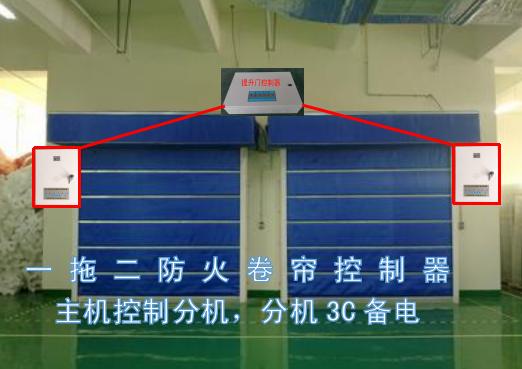 提升门控制器
一拖二防火卷帘控制器
主机控制分机，分机3C备电